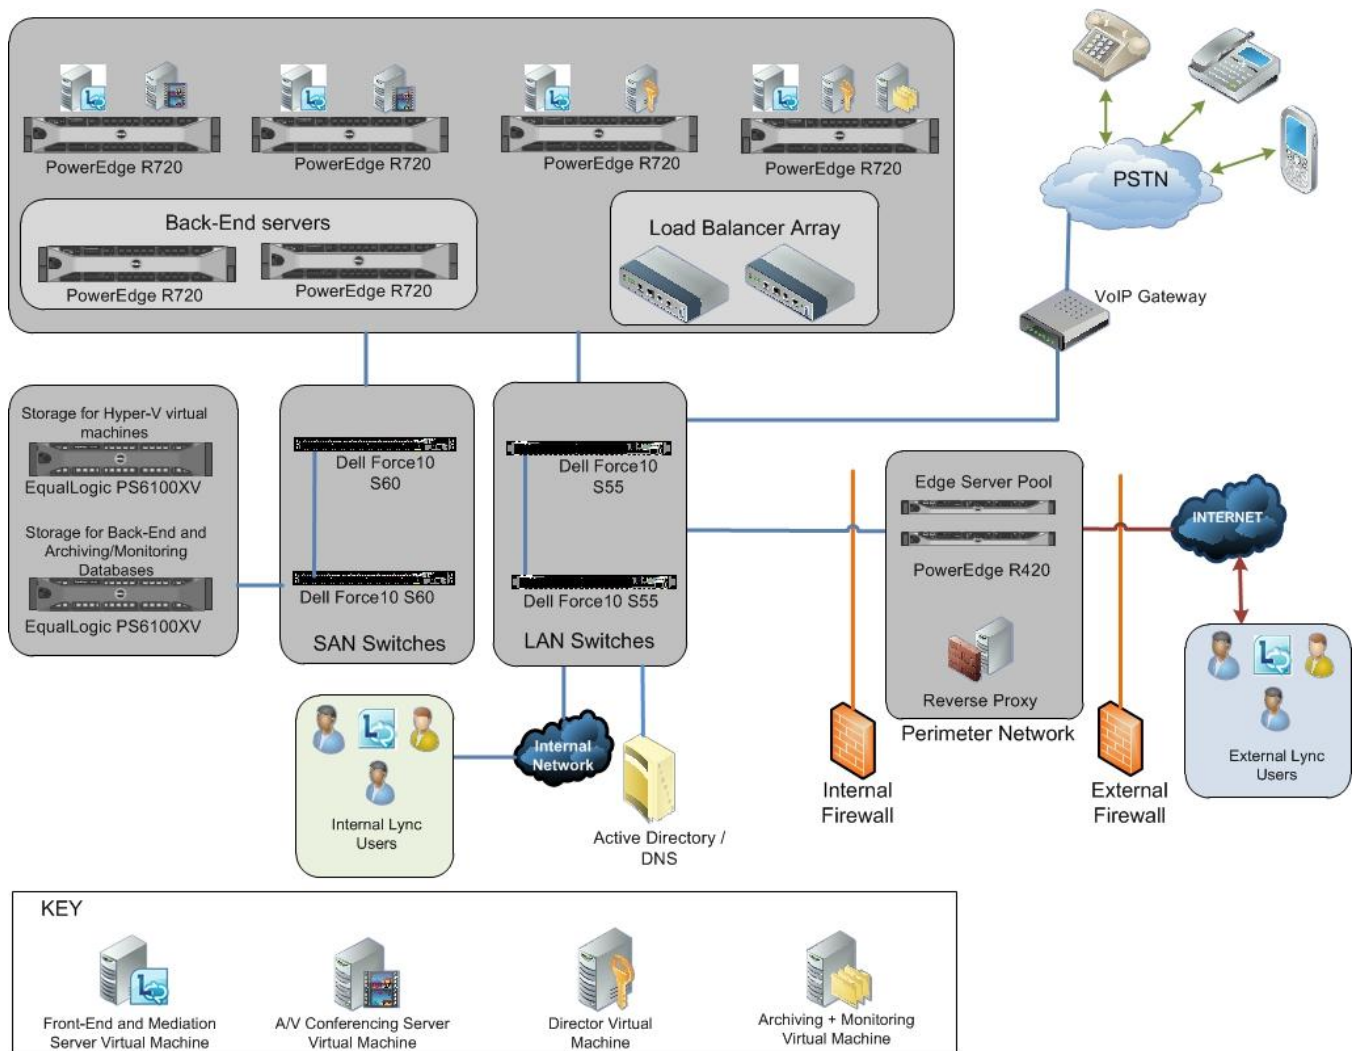 PowerEdge R720
PowerEdge R720
PowerEdge R720
PowerEdge R720
Back-End servers
PowerEdge R720
PowerEdge R720
Load Balancer Array
PSTN
VoIP Gateway
Storage for Hyper-V virtual
machines
EqualLogic PS6100XV
Storage for Back-End and
Archiving/Monitoring
Databases
EqualLogic PS6100XV
Dell Force10
S60
Dell Force10 S60
SAN Switches
Dell Force10
S55
Dell Force10 S55
LAN Switches
Edge Server Pool
PowerEdge R420
Reverse Proxy
Perimeter Network
INTERNET
External Lync
Users
Internal
Firewall
External
Firewall
Internal
Network
Internal Lync
Users
Active Directory /
DNS
KEY
Front-End and Mediation
Server Virtual Machine
A/V Conferencing Server
Virtual Machine
Director Virtual
Machine
Archiving + Monitoring
Virtual Machine